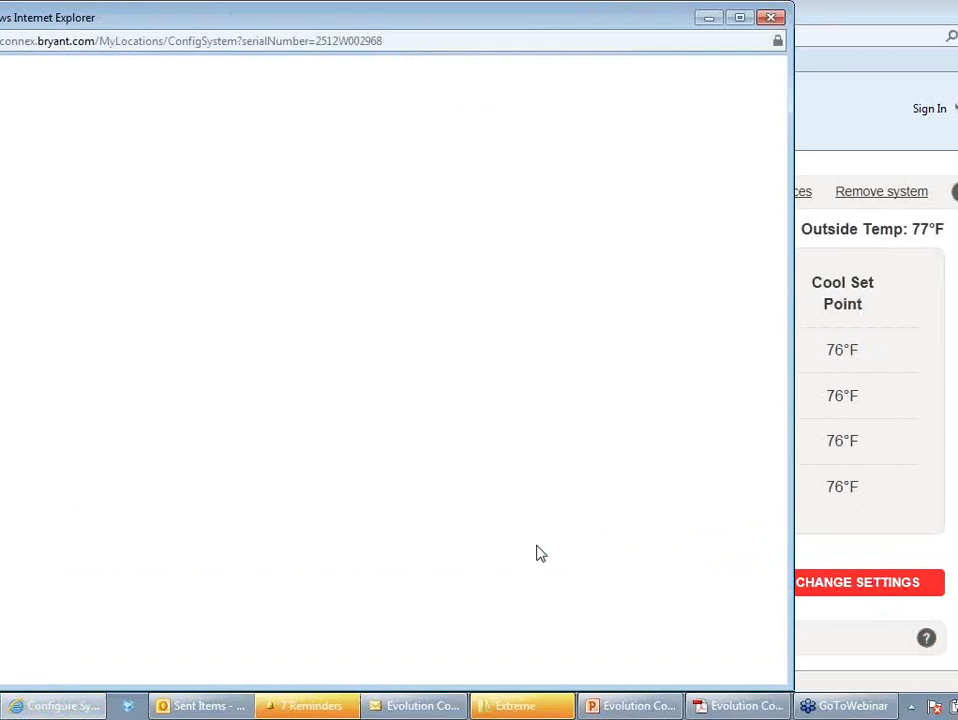 ws Internet Explorer
connex.bryant.com/MyLocations/ConfigSystem?serialNumber=2512W002968
Sign In
ces Remove system
Outside Temp: 77°F
Cool Set
Point
76°F
76°F
76°F
76°F
CHANGE SETTINGS
?
Configure Sy... Sent Items - ... 7 Reminders Evolution Co... Extreme Evolution Co... Evolution Co... GoToWebinar